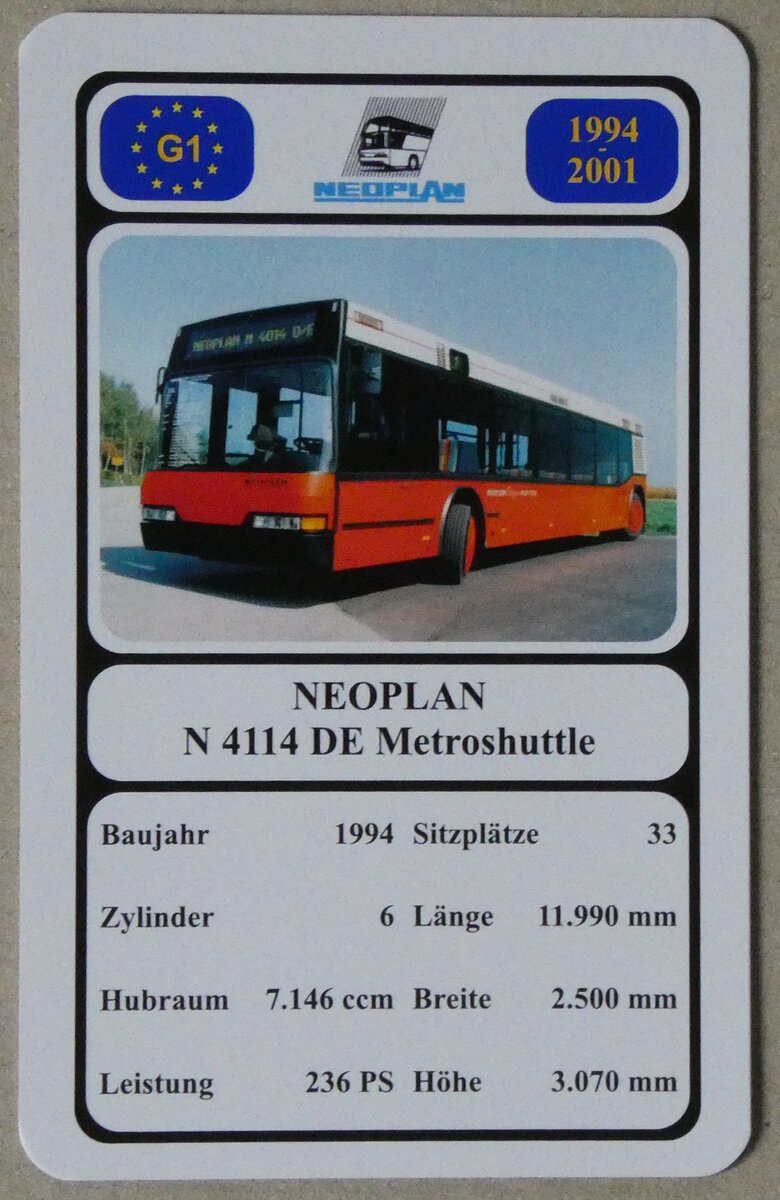 G1
NEOPLAN
1994
-
2001
NEOPLAN N 4014 D/E
NEOPLAN
N 4114 DE Metroshuttle
Baujahr 1994 Sitzplätze 33
Zylinder 6 Länge 11.990 mm
Hubraum 7.146 ccm Breite 2.500 mm
Leistung 236 PS Höhe 3.070 mm